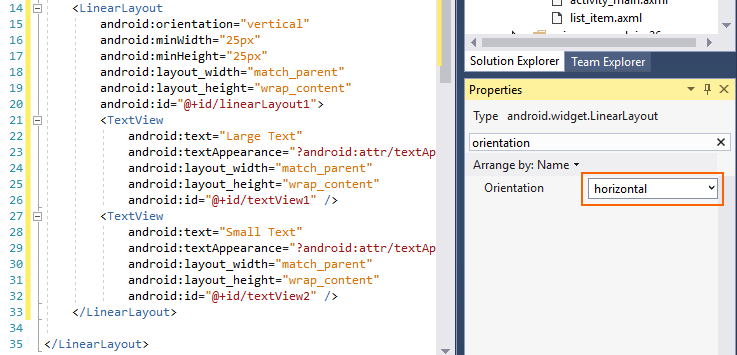 14 <LinearLayout
15 android:orientation="vertical"
16 android:minWidth="25px"
17 android:minHeight="25px"
18 android:layout_width="match_parent"
19 android:layout_height="wrap_content"
20 android:id="@+id/linearLayout1">
21 <TextView
22 android:text="Large Text"
23 android:textAppearance="?android:attr/textAp
24 android:layout_width="match_parent"
25 android:layout_height="wrap_content"
26 android:id="@+id/textView1" />
27 <TextView
28 android:text="Small Text"
29 android:textAppearance="?android:attr/textAp
30 android:layout_width="match_parent"
31 android:layout_height="wrap_content"
32 android:id="@+id/textView2" />
33 </LinearLayout>
34
35 </LinearLayout>
activity_main.axml
list_item.axml
Solution Explorer Team Explorer
Properties
Type android.widget.LinearLayout
orientation
Arrange by: Name
Orientation horizontal